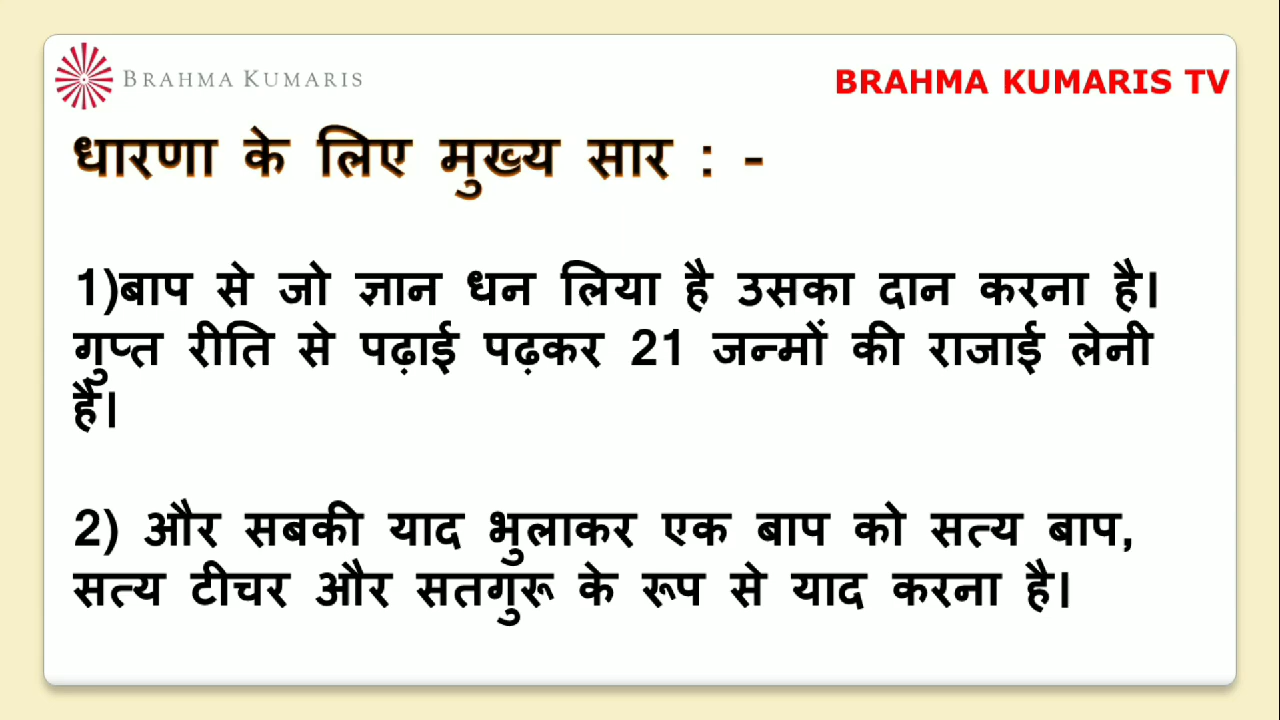 BRAHMA KUMARIS
BRAHMA KUMARIS TV
धारणा के लिए मुख्य सार : -
1)बाप से जो ज्ञान धन लिया है उसका दान करना है।
गुप्त रीति से पढ़ाई पढ़कर 21 जन्मों की राजाई लेनी
है।
2) और सबकी याद भुलाकर एक बाप को सत्य बाप,
सत्य टीचर और सतगुरू के रूप से याद करना है।